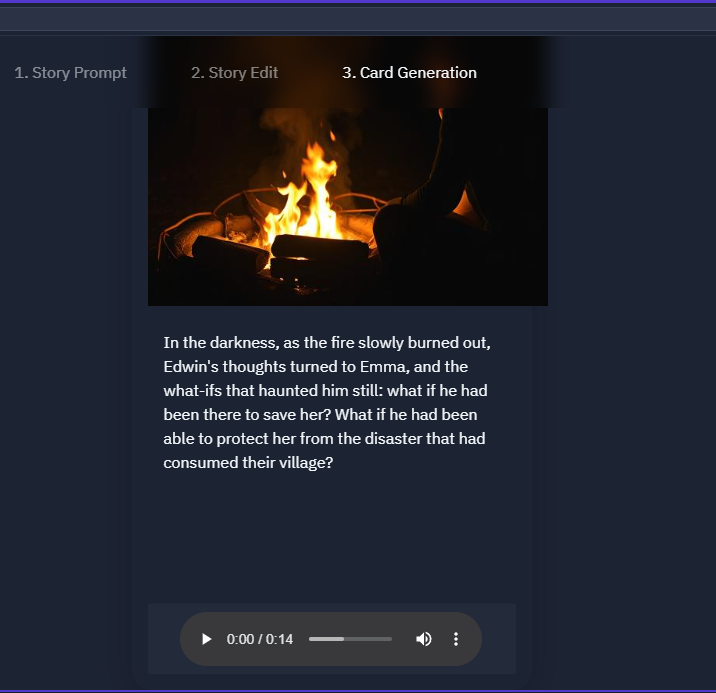 1. Story Prompt 2. Story Edit 3. Card Generation
In the darkness, as the fire slowly burned out,
Edwin's thoughts turned to Emma, and the
what-ifs that haunted him still: what if he had
been there to save her? What if he had been
able to protect her from the disaster that had
consumed their village?
0:00 / 0:14